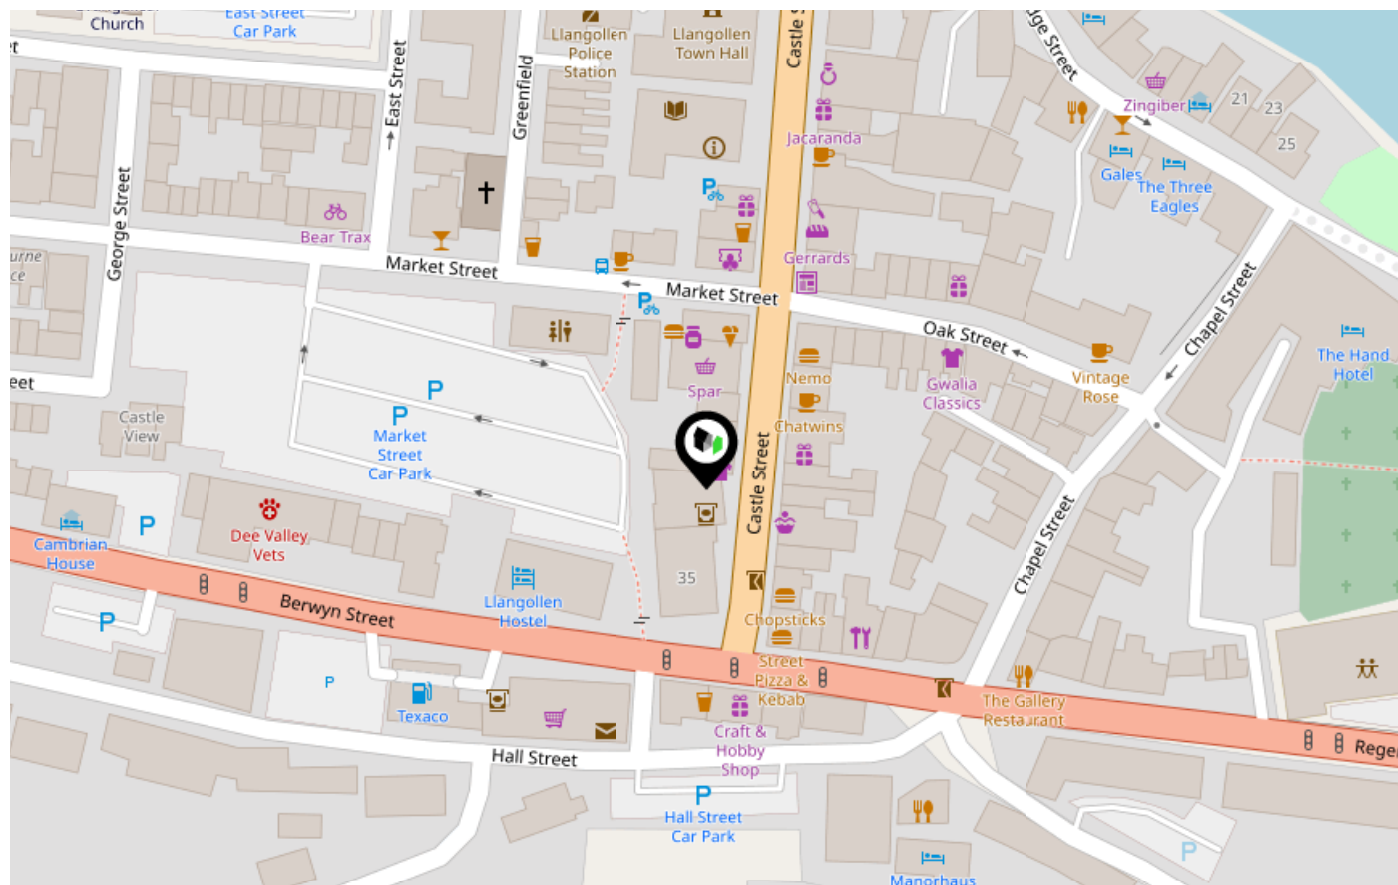 Church
East Street
Car Park
East Street
Greenfield
Llangollen
Police
Station
Llangollen
Town Hall
Castle S
Jacaranda
dge Street
Zingiber
21
23
25
Gales
The Three
Eagles
George Street
Bear Trax
Market Street
Gerrards
Market Street
Oak Street
Chapel Street
The Hand
Hotel
Nemo
Spar
Gwalia
Classics
Vintage
Rose
Chatwins
eet
Castle
View
P
P
Market
Street
Car Park
Castle Street
P
Dee Valley
Vets
Cambrian
House
35
Chapel Street
Llangollen
Hostel
Berwyn Street
P
Chopsticks
Street
Pizza &
Kebab
P
Texaco
The Gallery
Restaurant
Craft &
Hobby
Shop
Rege
Hall Street
P
Hall Street
Car Park
P
Manorhaus